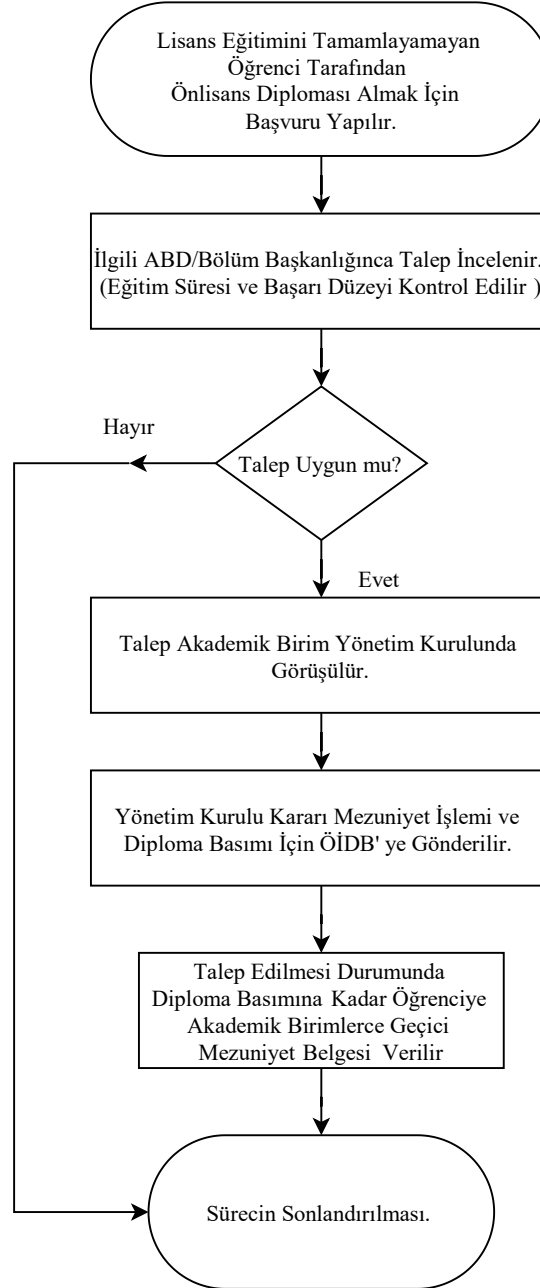 Lisans Eğitimini Tamamlayamayan
Öğrenci Tarafından
Önlisans Diploması Almak İçin
Başvuru Yapılır.
İlgili ABD/Bölüm Başkanlığınca Talep İncelenir.
(Eğitim Süresi ve Başarı Düzeyi Kontrol Edilir )
Hayır
Talep Uygun mu?
Evet
Talep Akademik Birim Yönetim Kurulunda
Görüşülür.
Yönetim Kurulu Kararı Mezuniyet İşlemi ve
Diploma Basımı İçin ÖİDB' ye Gönderilir.
Talep Edilmesi Durumunda
Diploma Basımına Kadar Öğrenciye
Akademik Birimlerce Geçici
Mezuniyet Belgesi Verilir
Sürecin Sonlandırılması.